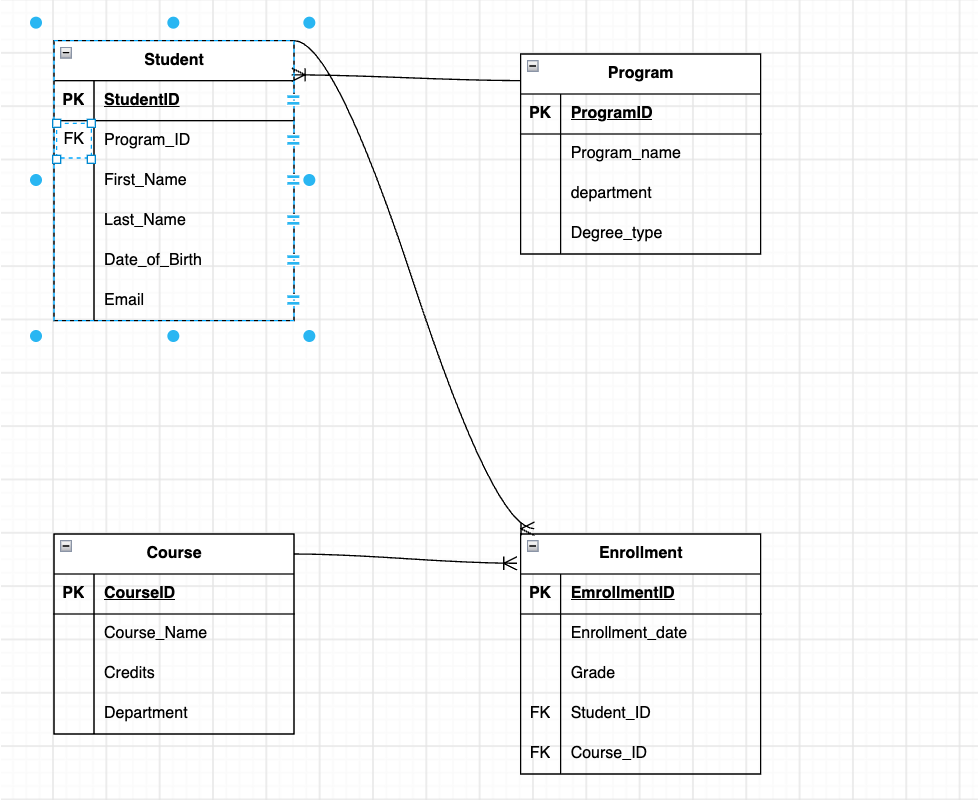 Student
PK StudentID
FK Program_ID
First_Name
Last_Name
Date_of_Birth
Email
Program
PK ProgramID
Program_name
department
Degree_type
Course
PK CourseID
Course_Name
Credits
Department
Enrollment
PK EmrollmentID
Enrollment_date
Grade
FK Student_ID
FK Course_ID